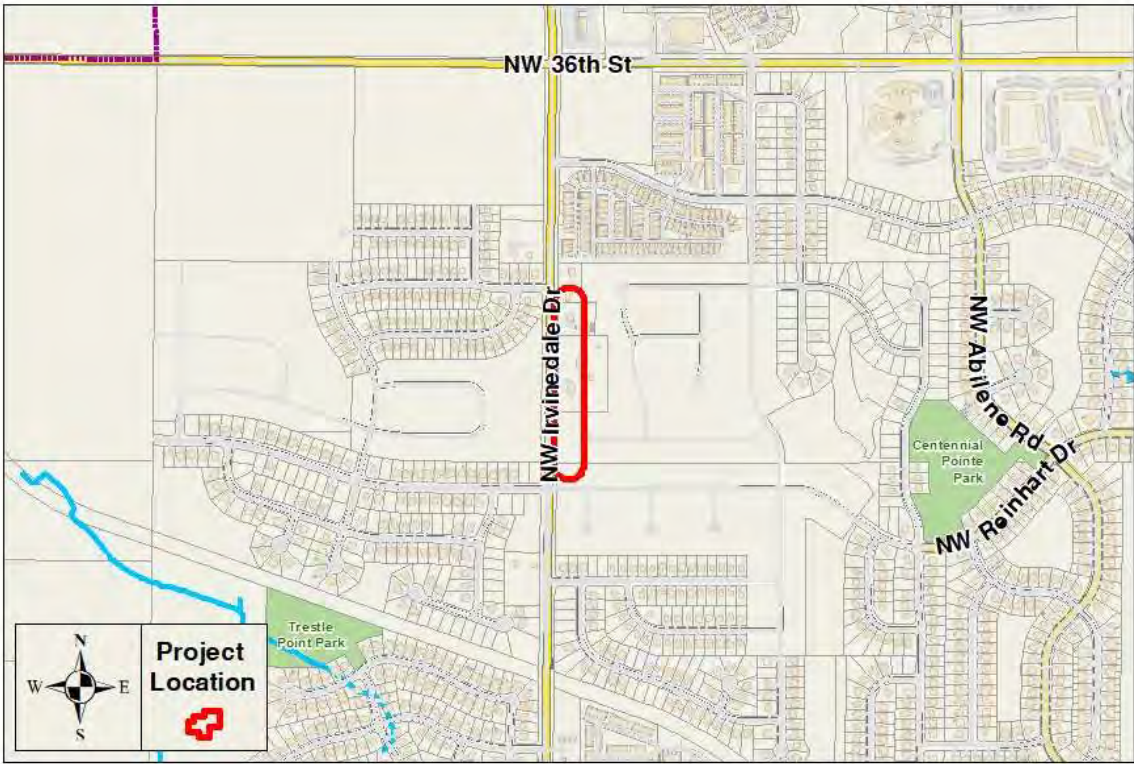 NW 36th St
NW Irvinedale Dr
NW Abilene Rd
Centennial
Pointe
Park
NW Reinhart Dr
Trestle
Point Park
N
W
E
S
Project
Location